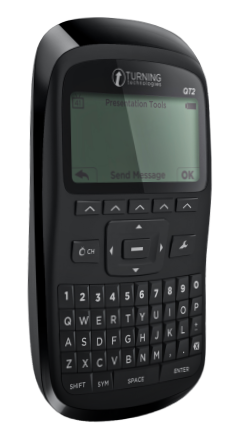 TURNING
Technologies
QT2
Presentation Tools
Send Message OK
CH
1 2 3 4 5 6 7 8 9 0
Q W E R T Y U I O P
A S D F G H J K L
Z X C V B N M , .
SHIFT SYM SPACE ENTER